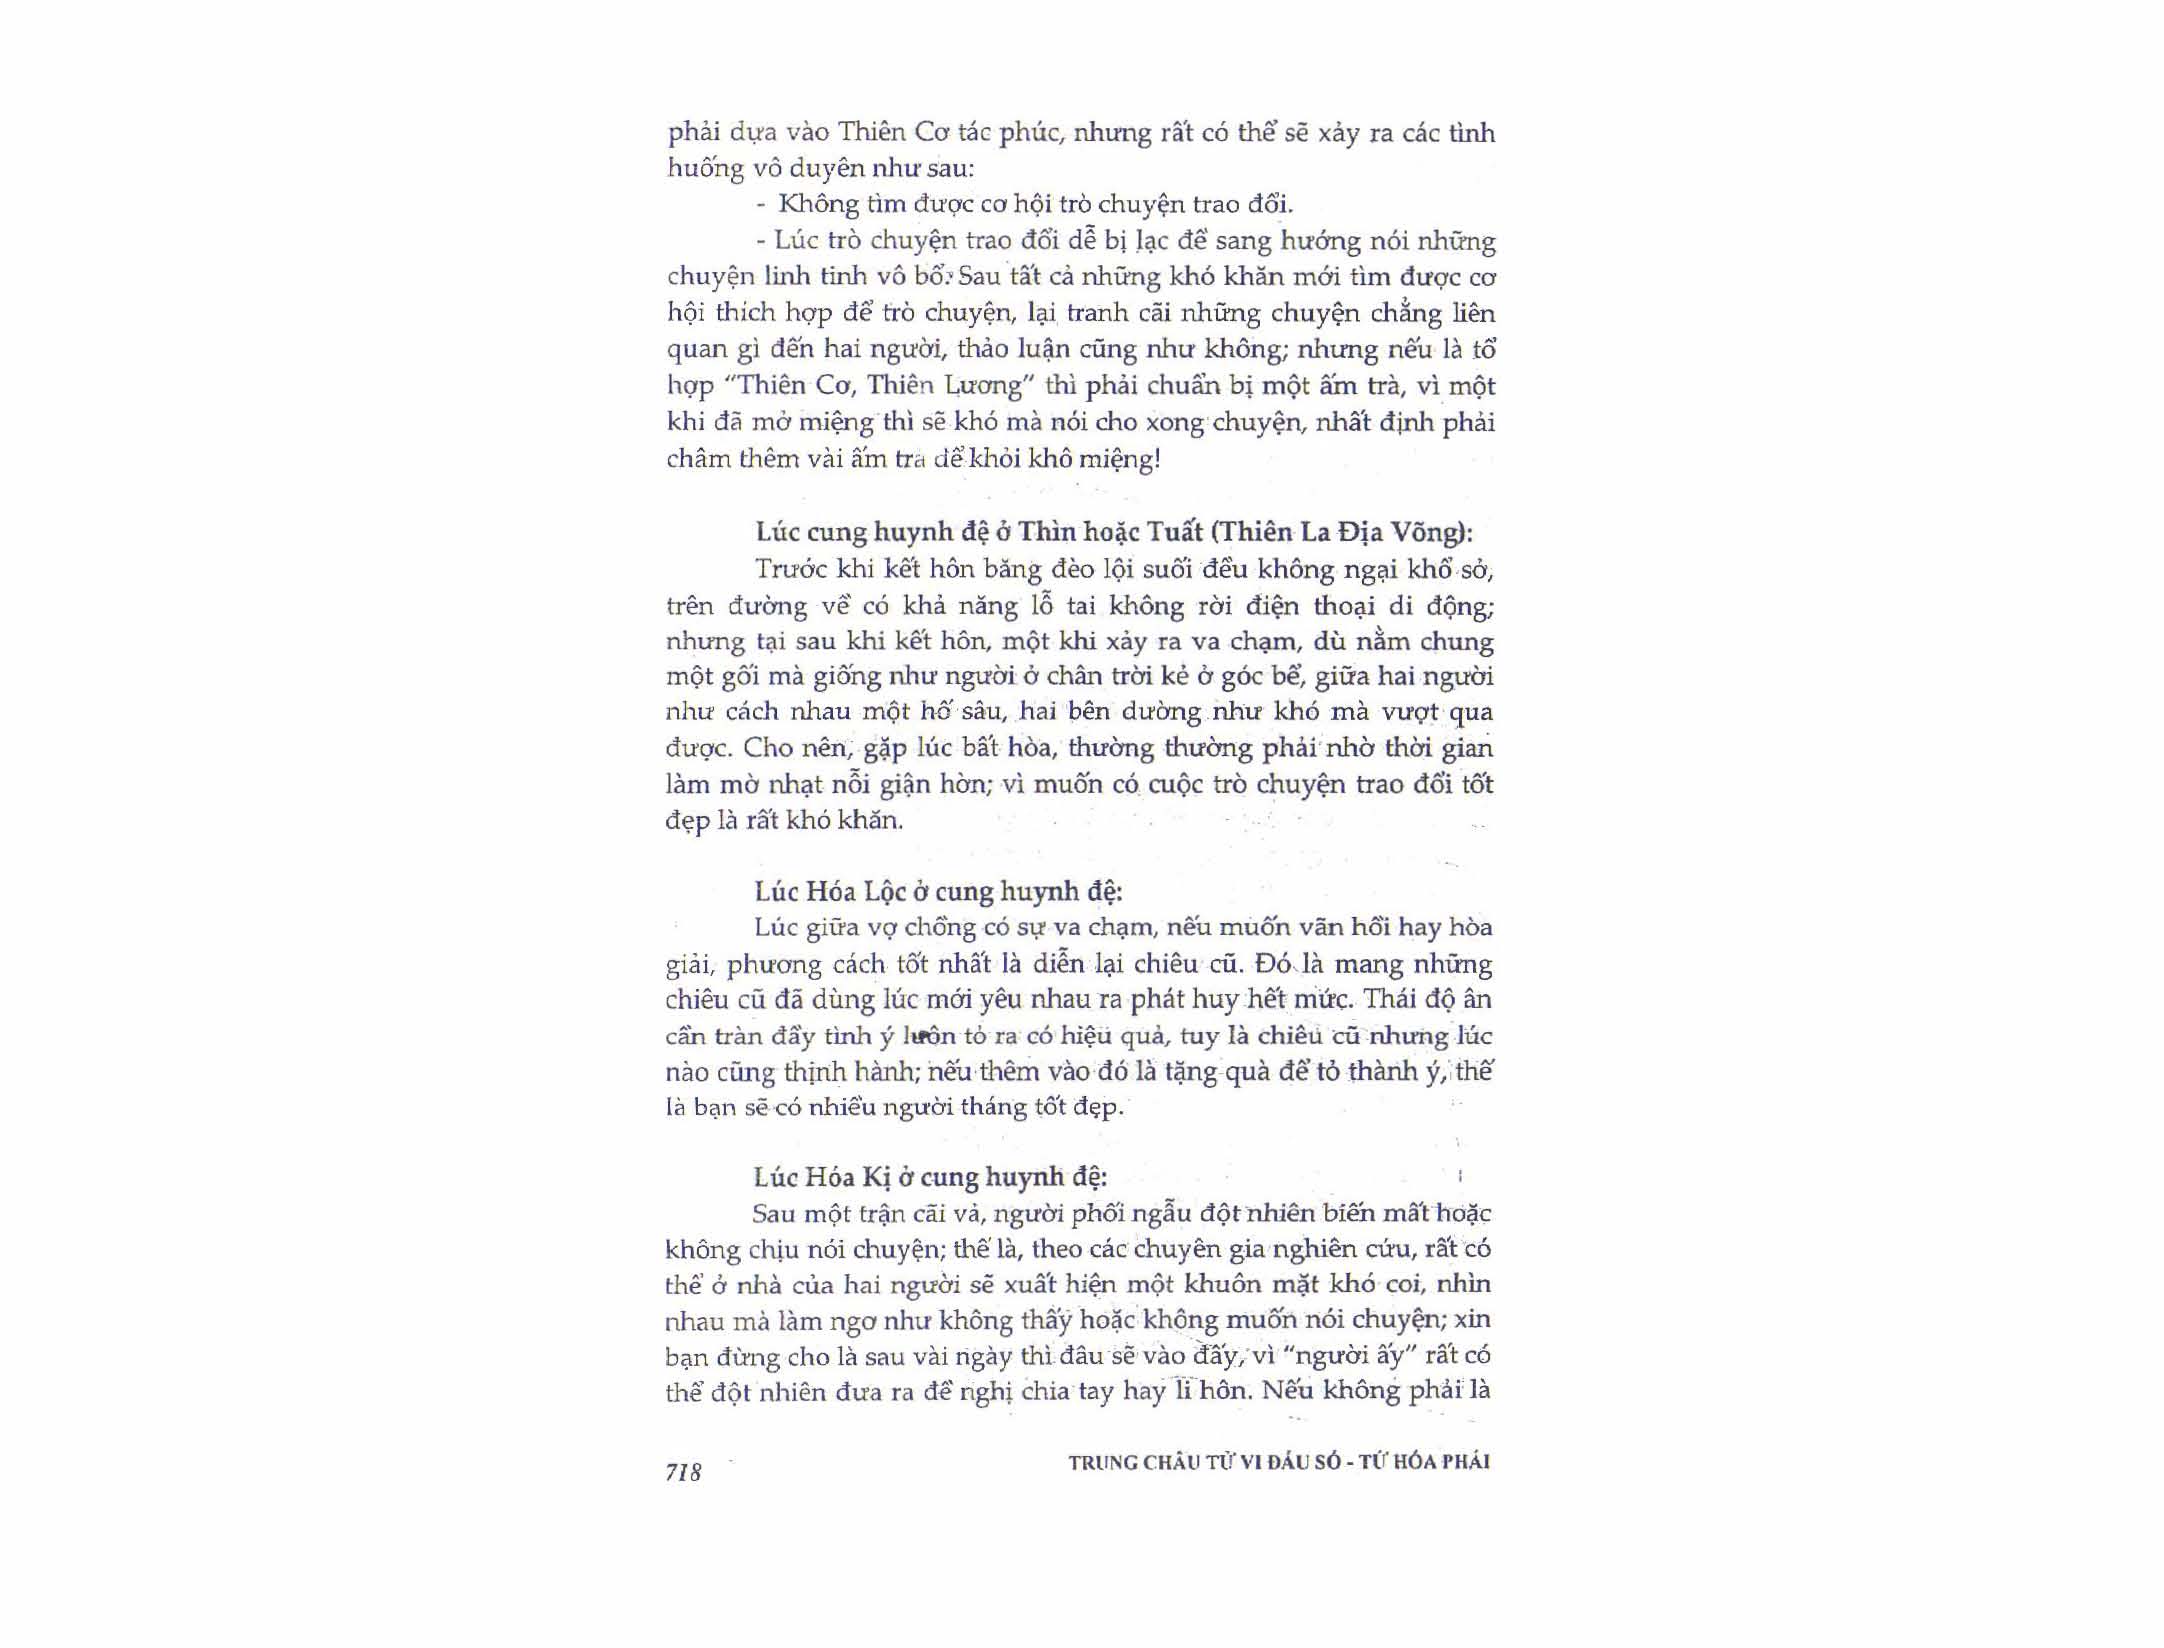 phải dựa vào Thiên Cơ tác phúc, nhưng rất có thể sẽ xảy ra các tình
huống vô duyên như sau:
- Không tìm được cơ hội trò chuyện trao đổi.
- Lúc trò chuyện trao đổi dễ bị lạc đề sang hướng nói những
chuyện linh tinh vô bổ. Sau tất cả những khó khăn mới tìm được cơ
hội thích hợp để trò chuyện, lại tranh cãi những chuyện chẳng liên
quan gì đến hai người, thảo luận cũng như không; nhưng nếu là tổ
hợp "Thiên Cơ, Thiên Lương" thì phải chuẩn bị một ấm trà, vì một
khi đã mở miệng thì sẽ khó mà nói cho xong chuyện, nhất định phải
châm thêm vài ấm trà để khỏi khô miệng!
Lúc cung huynh đệ ở Thìn hoặc Tuất (Thiên La Địa Võng):
Trước khi kết hôn băng đèo lội suối đều không ngại khổ sở,
trên đường về có khả năng lỗ tai không rời điện thoại di động;
nhưng tại sau khi kết hôn, một khi xảy ra va chạm, dù nằm chung
một gối mà giống như người ở chân trời kẻ ở góc bể, giữa hai người
như cách nhau một hố sâu, hai bên dường như khó mà vượt qua
được. Cho nên, gặp lúc bất hòa, thường thường phải nhờ thời gian
làm mờ nhạt nỗi giận hờn; vì muốn có cuộc trò chuyện trao đổi tốt
đẹp là rất khó khăn.
Lúc Hóa Lộc ở cung huynh đệ:
Lúc giữa vợ chồng có sự va chạm, nếu muốn vãn hồi hay hòa
giải, phương cách tốt nhất là diễn lại chiêu cũ. Đó là mang những
chiêu cũ đã dùng lúc mới yêu nhau ra phát huy hết mức. Thái độ ân
cần tràn đầy tình ý luôn tỏ ra có hiệu quả, tuy là chiêu cũ nhưng lúc
nào cũng thịnh hành; nếu thêm vào đó là tặng quà để tỏ thành ý, thế
là bạn sẽ có nhiều người tháng tốt đẹp.
Lúc Hóa Kị ở cung huynh đệ:
Sau một trận cãi vả, người phối ngẫu đột nhiên biến mất hoặc
không chịu nói chuyện; thế là, theo các chuyên gia nghiên cứu, rất có
thể ở nhà của hai người sẽ xuất hiện một khuôn mặt khó coi, nhìn
nhau mà làm ngơ như không thấy hoặc không muốn nói chuyện; xin
bạn đừng cho là sau vài ngày thì đâu sẽ vào đấy, vì "người ấy" rất có
thể đột nhiên đưa ra đề nghị chia tay hay li hôn. Nếu không phải là
718
TRUNG CHÂU TỬ VI ĐẨU SỐ - TỨ HÓA PHÁI